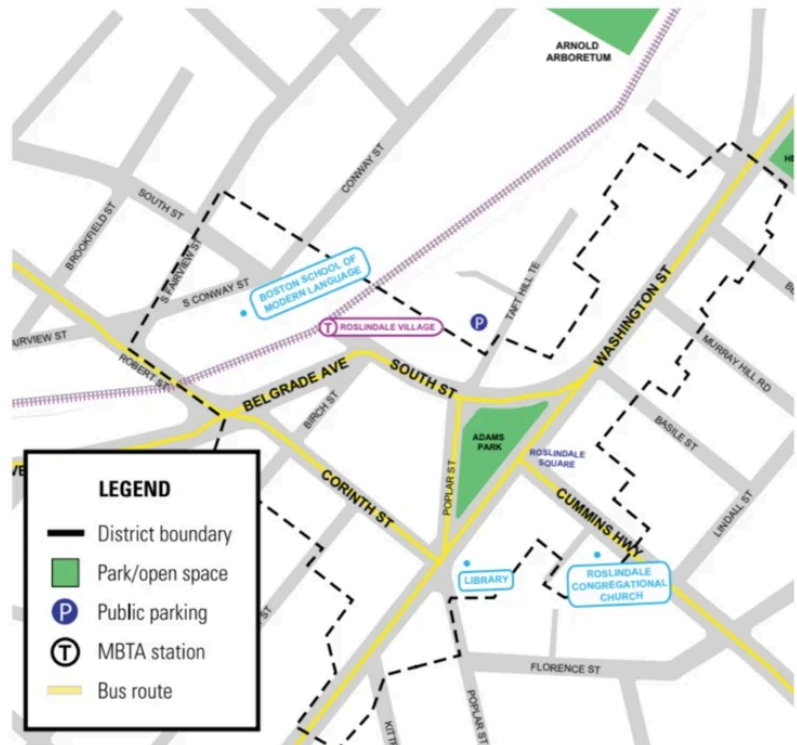 ARNOLD
ARBORETUM
CONWAY ST
SOUTH ST
BROOKFIELD ST
S FAIRVIEW ST
S CONWAY ST
BOSTON SCHOOL OF
MODERN LANGUAGE
T ROSLINDALE VILLAGE
P
TAFT HILL TE
WASHINGTON ST
MURRAY HILL RD
ROBERT ST
BELGRADE AVE
SOUTH ST
BIRCH ST
ADAMS
PARK
ROSLINDALE
SQUARE
BASILE ST
POPLAR ST
CORINTH ST
CUMMINS HWY
LINDALL ST
LIBRARY
ROSLINDALE
CONGREGATIONAL
CHURCH
FLORENCE ST
POPLAR ST
LEGEND
District boundary
Park/open space
P Public parking
T MBTA station
Bus route